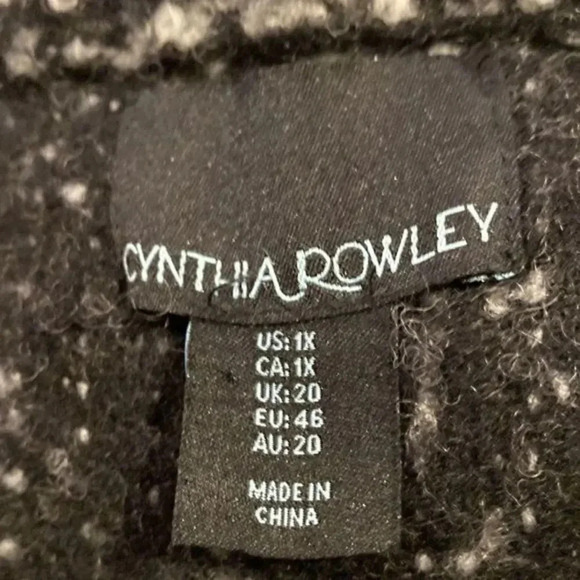 CYNTHIA ROWLEY
US: 1X
CA: 1X
UK: 20
EU: 46
AU: 20
MADE IN
CHINA